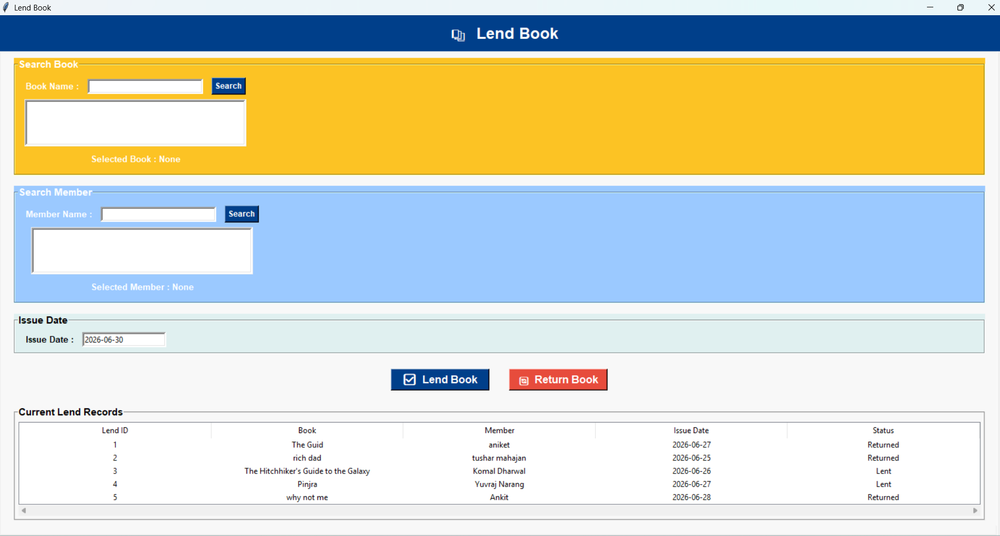 Lend Book
Lend Book
Search Book
Book Name : Search
Selected Book : None
Search Member
Member Name : Search
Selected Member : None
Issue Date
Issue Date : 2026-06-30
Lend Book Return Book
Current Lend Records
Lend ID Book Member Issue Date Status
1 The Guid aniket 2026-06-27 Returned
2 rich dad tushar mahajan 2026-06-25 Returned
3 The Hitchhiker's Guide to the Galaxy Komal Dharwal 2026-06-26 Lent
4 Pinjra Yuvraj Narang 2026-06-27 Lent
5 why not me Ankit 2026-06-28 Returned